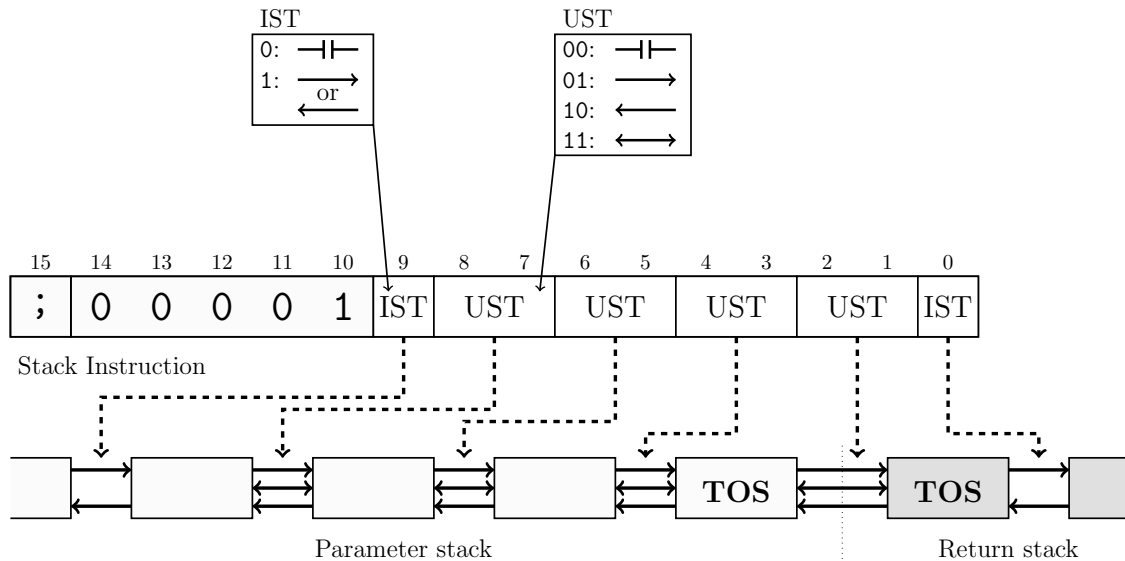 IST
0:
1:
or
UST
00:
01:
10:
11:
15 14 13 12 11 10 9 8 7 6 5 4 3 2 1 0
; 0 0 0 0 1 IST UST UST UST UST IST
Stack Instruction
TOS TOS
Parameter stack Return stack